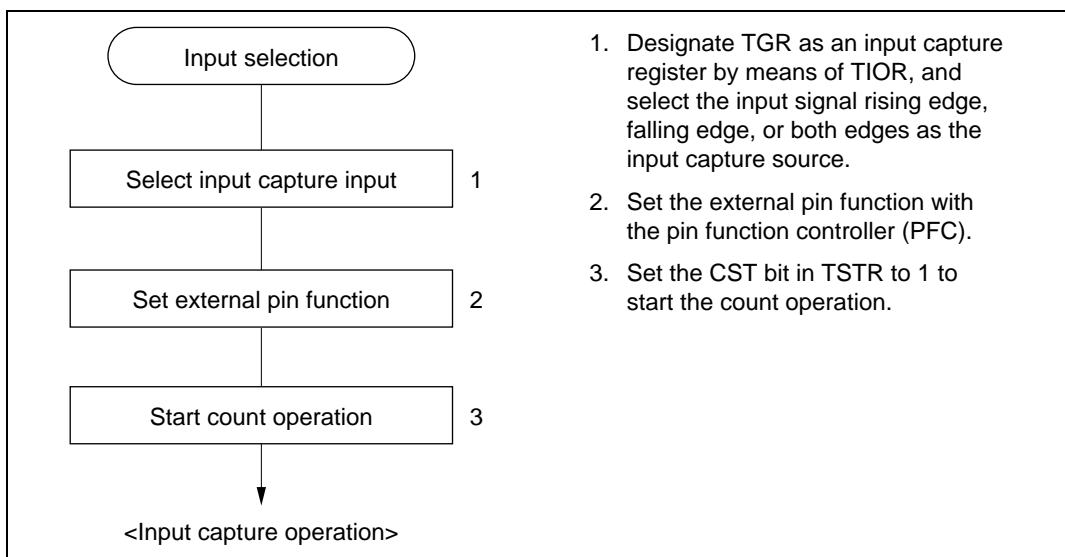 Input selection
Select input capture input 1
Set external pin function 2
Start count operation 3
<Input capture operation>
1. Designate TGR as an input capture
register by means of TIOR, and
select the input signal rising edge,
falling edge, or both edges as the
input capture source.
2. Set the external pin function with
the pin function controller (PFC).
3. Set the CST bit in TSTR to 1 to
start the count operation.